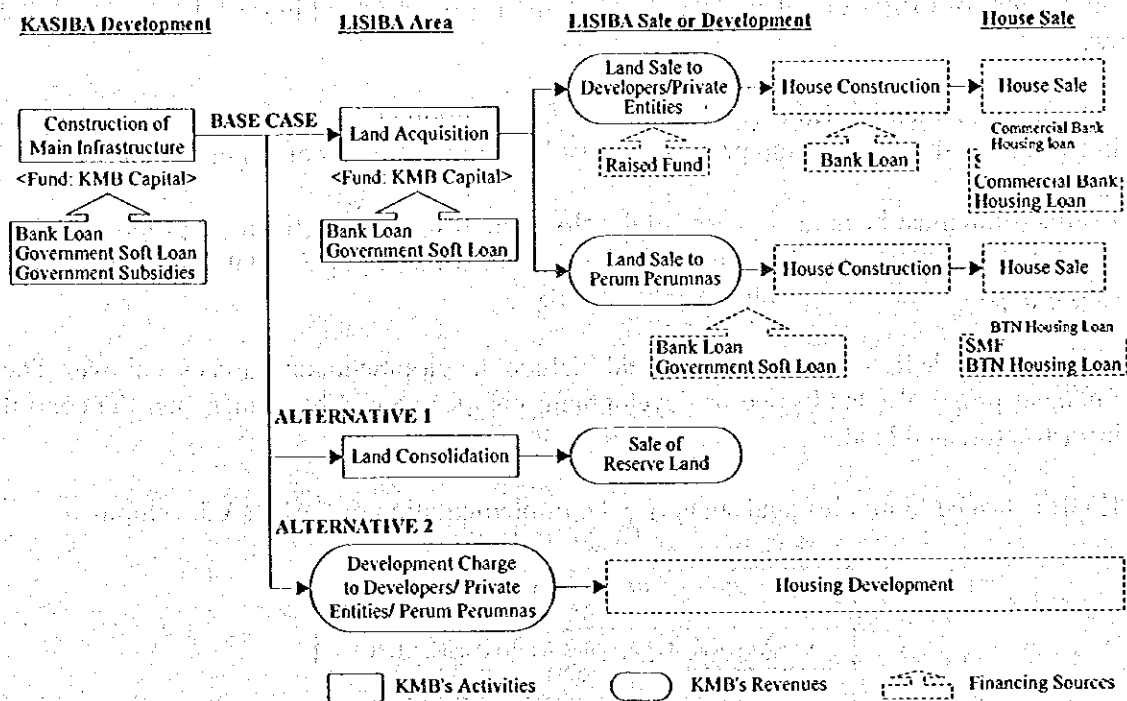 KASIBA Development
LISIBA Area
LISIBA Sale or Development
House Sale
Construction of
Main Infrastructure
<Fund: KMB Capital>
Bank Loan
Government Soft Loan
Government Subsidies
BASE CASE
Land Acquisition
<Fund: KMB Capital>
Bank Loan
Government Soft Loan
Land Sale to
Developers/Private
Entities
Raised Fund
House Construction
Bank Loan
House Sale
Commercial Bank
Housing loan
S
Commercial Bank
Housing Loan
Land Sale to
Perum Perumnas
House Construction
House Sale
Bank Loan
Government Soft Loan
BTN Housing Loan
SMF
BTN Housing Loan
ALTERNATIVE 1
Land Consolidation
Sale of
Reserve Land
ALTERNATIVE 2
Development Charge
to Developers/ Private
Entities/ Perum Perumnas
Housing Development
KMB's Activities
KMB's Revenues
Financing Sources